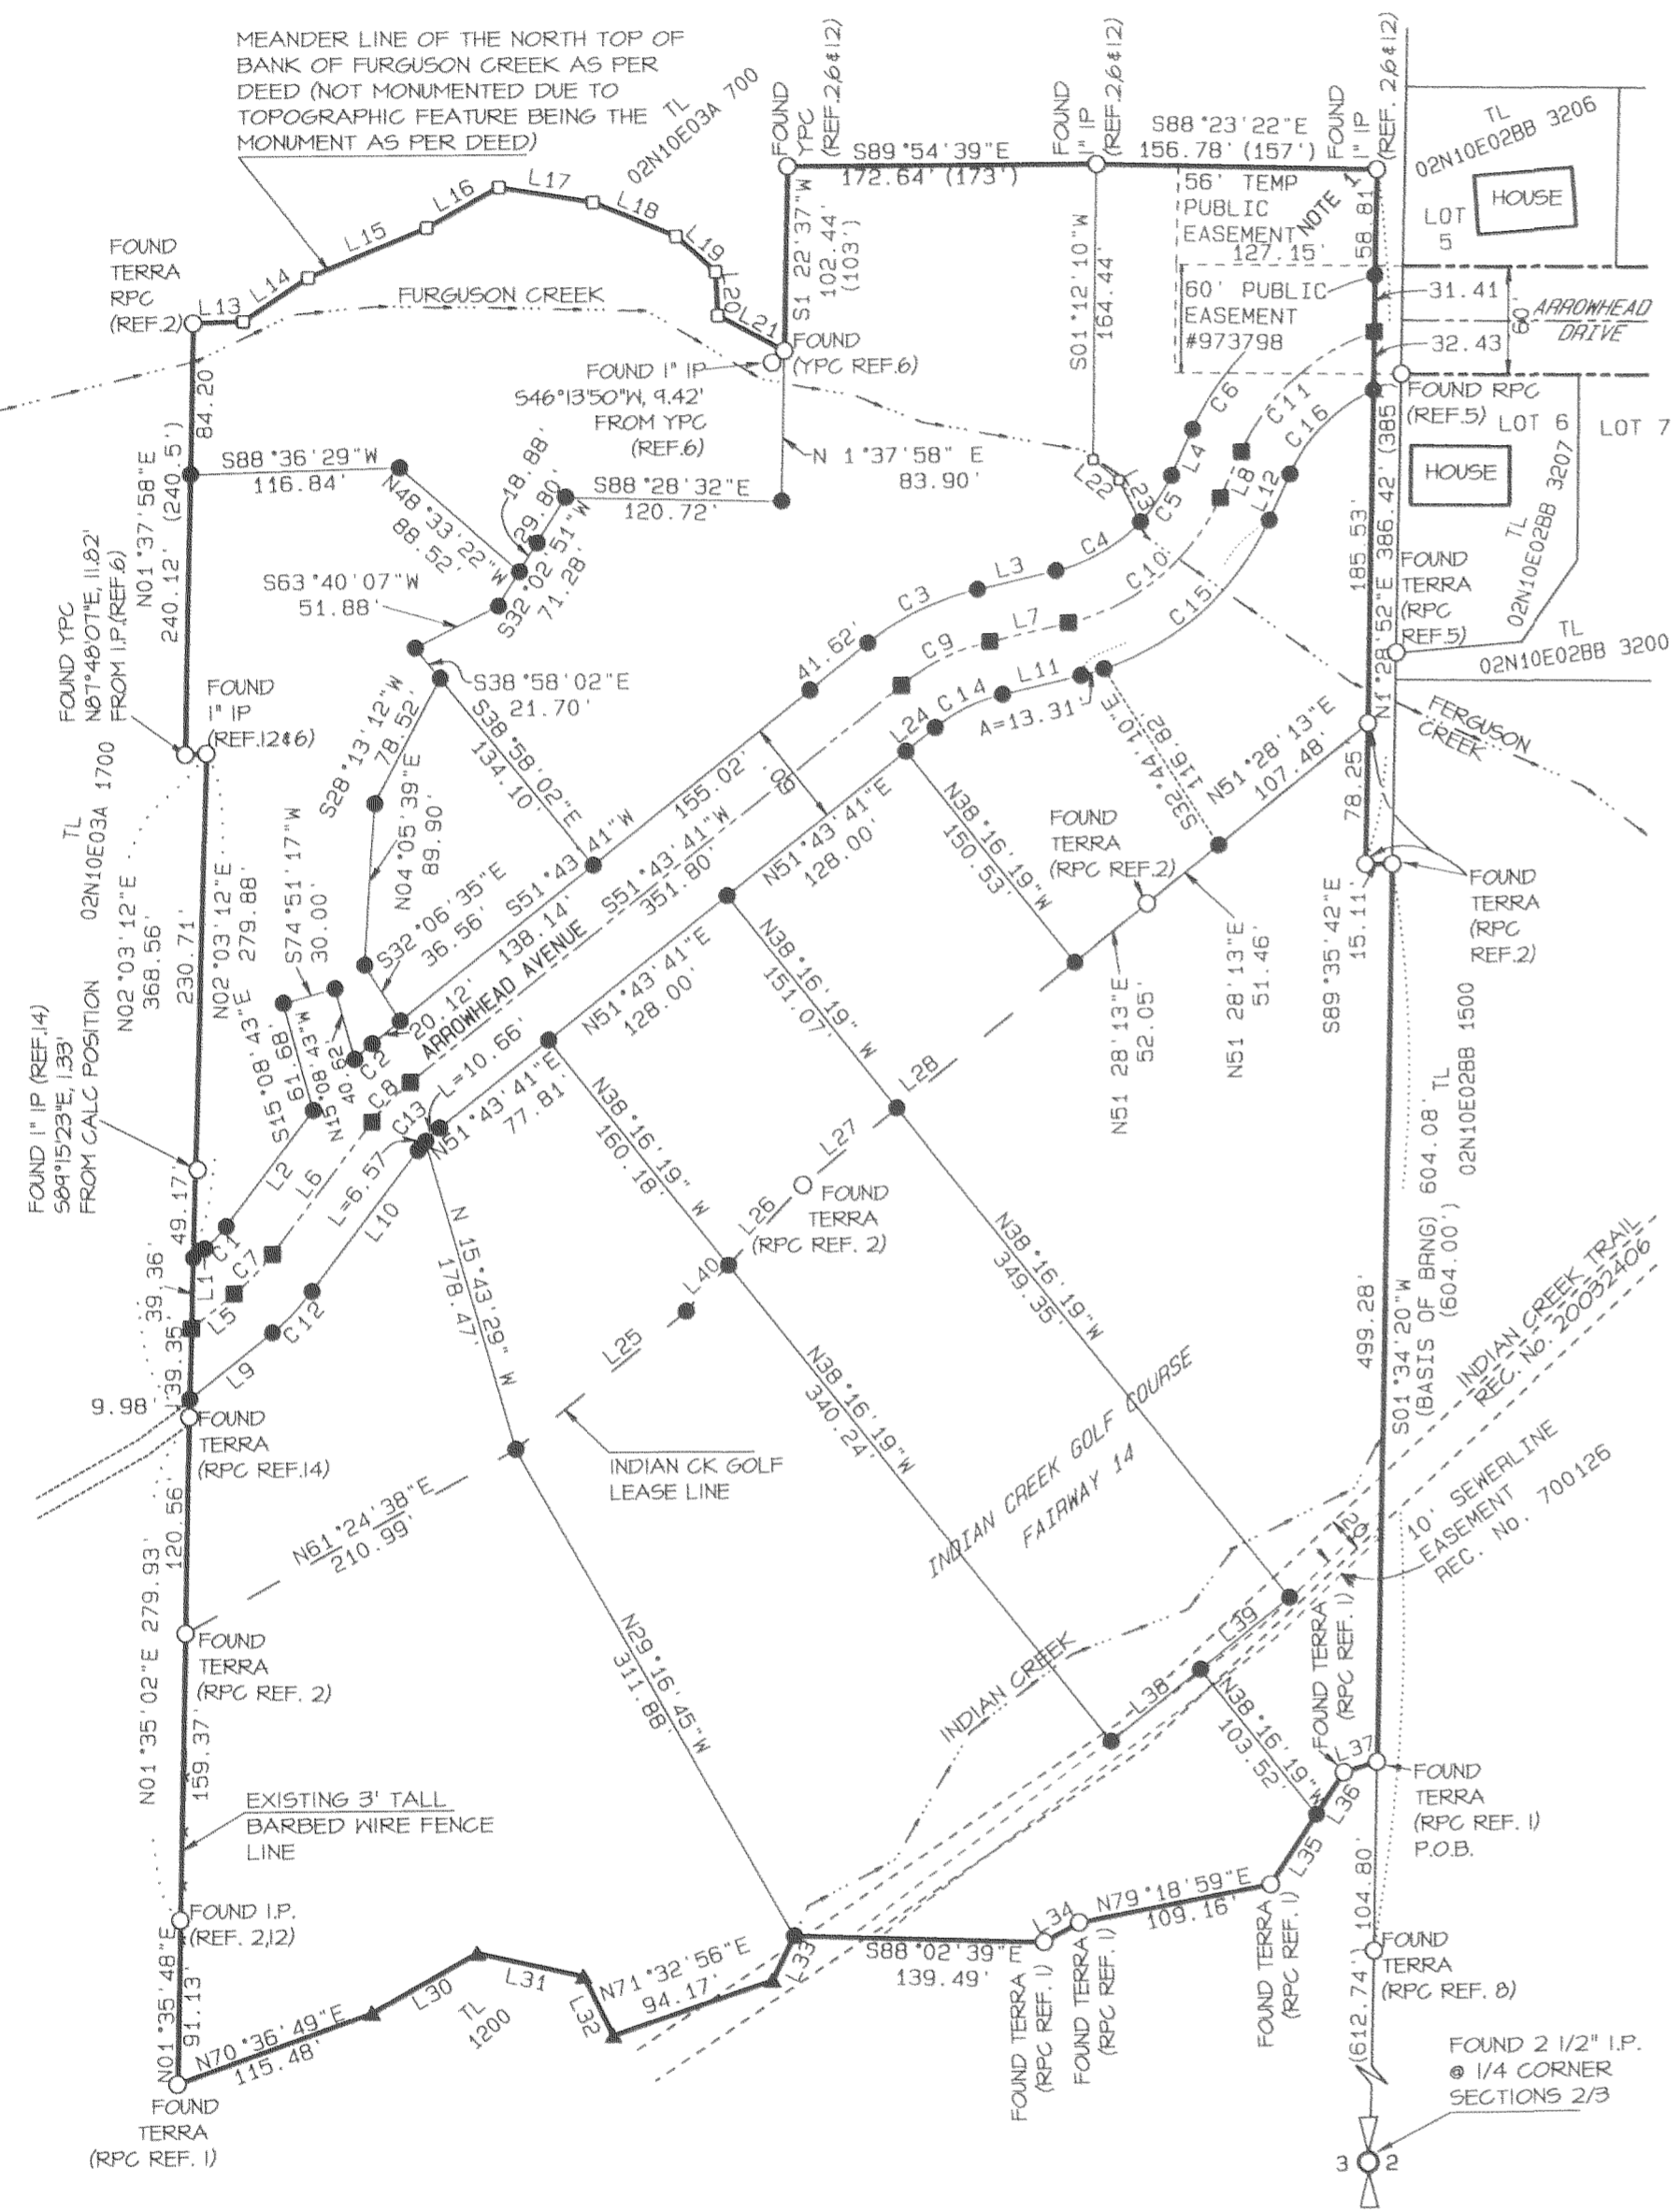 MEANDER LINE OF THE NORTH TOP OF
BANK OF FURGUSON CREEK AS PER
DEED (NOT MONUMENTED DUE TO
TOPOGRAPHIC FEATURE BEING THE
MONUMENT AS PER DEED)
TL
02N10E03A 700
FOUND
YPC
(REF.2,6&12)
S89°54'39"E
172.64' (173')
FOUND
1" IP
(REF.2,6&12)
S88°23'22"E
156.78' (157')
FOUND
1" IP
(REF. 2,6&12)
TL
02N10E02BB 3206
HOUSE
LOT
5
L13
L14
L15
L16
L17
L18
L19
L20
L21
FOUND
TERRA
RPC
(REF.2)
FURGUSON CREEK
S1 22'37"W
102.44'
(103')
S01°12'10"W
164.44'
56' TEMP
PUBLIC
EASEMENT
127.15'
NOTE 1
58.81'
60' PUBLIC
EASEMENT
#973798
31.41
32.43
60'
ARROWHEAD
DRIVE
FOUND
(YPC REF.6)
FOUND 1" IP
S46°13'50"W, 9.42'
FROM YPC
(REF.6)
N 1°37'58" E
83.90'
FOUND RPC
(REF.5)
LOT 6
LOT 7
HOUSE
TL
02N10E02BB 3207
84.20
N01°37'58"E
240.12' (240.5')
S88°36'29"W
116.84'
N48°33'22"W
88.52'
18.88'
29.80'
S32°02'51"W
71.28'
S88°28'32"E
120.72'
S63°40'07"W
51.88'
L22
L23
C5
L4
C6
L8
C11
L12
C16
185.53'
N1°28'52"E 386.42' (385')
FOUND
TERRA
(RPC
REF.5)
TL
02N10E02BB 3200
FERGUSON
CREEK
FOUND YPC
N87°48'07"E, 11.82'
FROM I.P.(REF.6)
FOUND
1" IP
(REF.12&6)
S38°58'02"E
21.70'
S28°13'12"W
78.52'
S38°58'02"E
134.10'
N04°05'39"E
89.90'
41.62'
C3
L3
C4
C9
L7
C10
C15
L24
C14
L11
A=13.31'
S32°44'10"E
116.82'
N51°28'13"E
107.48'
78.25
TL
02N10E03A 1700
N02°03'12"E
368.56'
230.71'
N02°03'12"E
279.88'
S74°51'17"W
30.00'
S32°06'35"E
36.56'
S51°43'41"W
155.02'
138.14'
60'
S51°43'41"W
351.80'
ARROWHEAD AVENUE
N51°43'41"E
128.00'
N38°16'19"W
150.53'
FOUND
TERRA
(RPC REF.2)
N51 28'13"E
52.05'
N51 28'13"E
51.46'
S89°35'42"E
15.11'
FOUND
TERRA
(RPC
REF.2)
FOUND 1" IP (REF.14)
S89°15'23"E, 1.33'
FROM CALC POSITION
S15°08'43"E
61.68'
N15°08'43"W
40.62
20.12'
C2
C8
C13
L=10.66'
N51°43'41"E
77.81'
N51°43'41"E
128.00'
N38°16'19" W
151.07'
N38°16'19" W
160.18'
L28
L27
L26
FOUND
TERRA
(RPC REF. 2)
L40
L25
49.17'
39.36'
L1
C1
L2
L6
C7
L5
L=6.57
L10
C12
L9
39.35'
9.98'
FOUND
TERRA
(RPC REF.14)
N 15°43'29" W
178.47'
N38°16'19"W
349.35'
N38°16'19"W
340.24'
TL
02N10E02BB 1500
499.28'
S01°34'20"W
(BASIS OF BRNG) 604.08'
(604.00')
INDIAN CREEK TRAIL
REC. No. 20032406
INDIAN CREEK GOLF COURSE
FAIRWAY 14
INDIAN CK GOLF
LEASE LINE
N61°24'38"E
210.99'
120.56'
N01°35'02"E 279.93'
FOUND
TERRA
(RPC REF. 2)
159.37'
EXISTING 3' TALL
BARBED WIRE FENCE
LINE
N29°16'45"W
311.88'
INDIAN CREEK
20'
10' SEWERLINE
EASEMENT
REC. No. 700126
L39
L38
N38°16'19"W
103.52'
FOUND TERRA
(RPC REF. 1)
L37
L36
L35
FOUND
TERRA
(RPC REF. 1)
P.O.B.
104.80'
FOUND I.P.
(REF. 2,12)
N01°35'48"E
91.13'
N70°36'49"E
115.48'
L30
L31
L32
TL
1200
N71°32'56"E
94.17'
L33
S88°02'39"E
139.49'
L34
N79°18'59"E
109.16'
FOUND TERRA
(RPC REF. 1)
FOUND TERRA
(RPC REF. 1)
FOUND TERRA
(RPC REF. 1)
FOUND
TERRA
(RPC REF. 8)
(612.74')
FOUND
TERRA
(RPC REF. 1)
FOUND 2 1/2" I.P.
@ 1/4 CORNER
SECTIONS 2/3
3
2